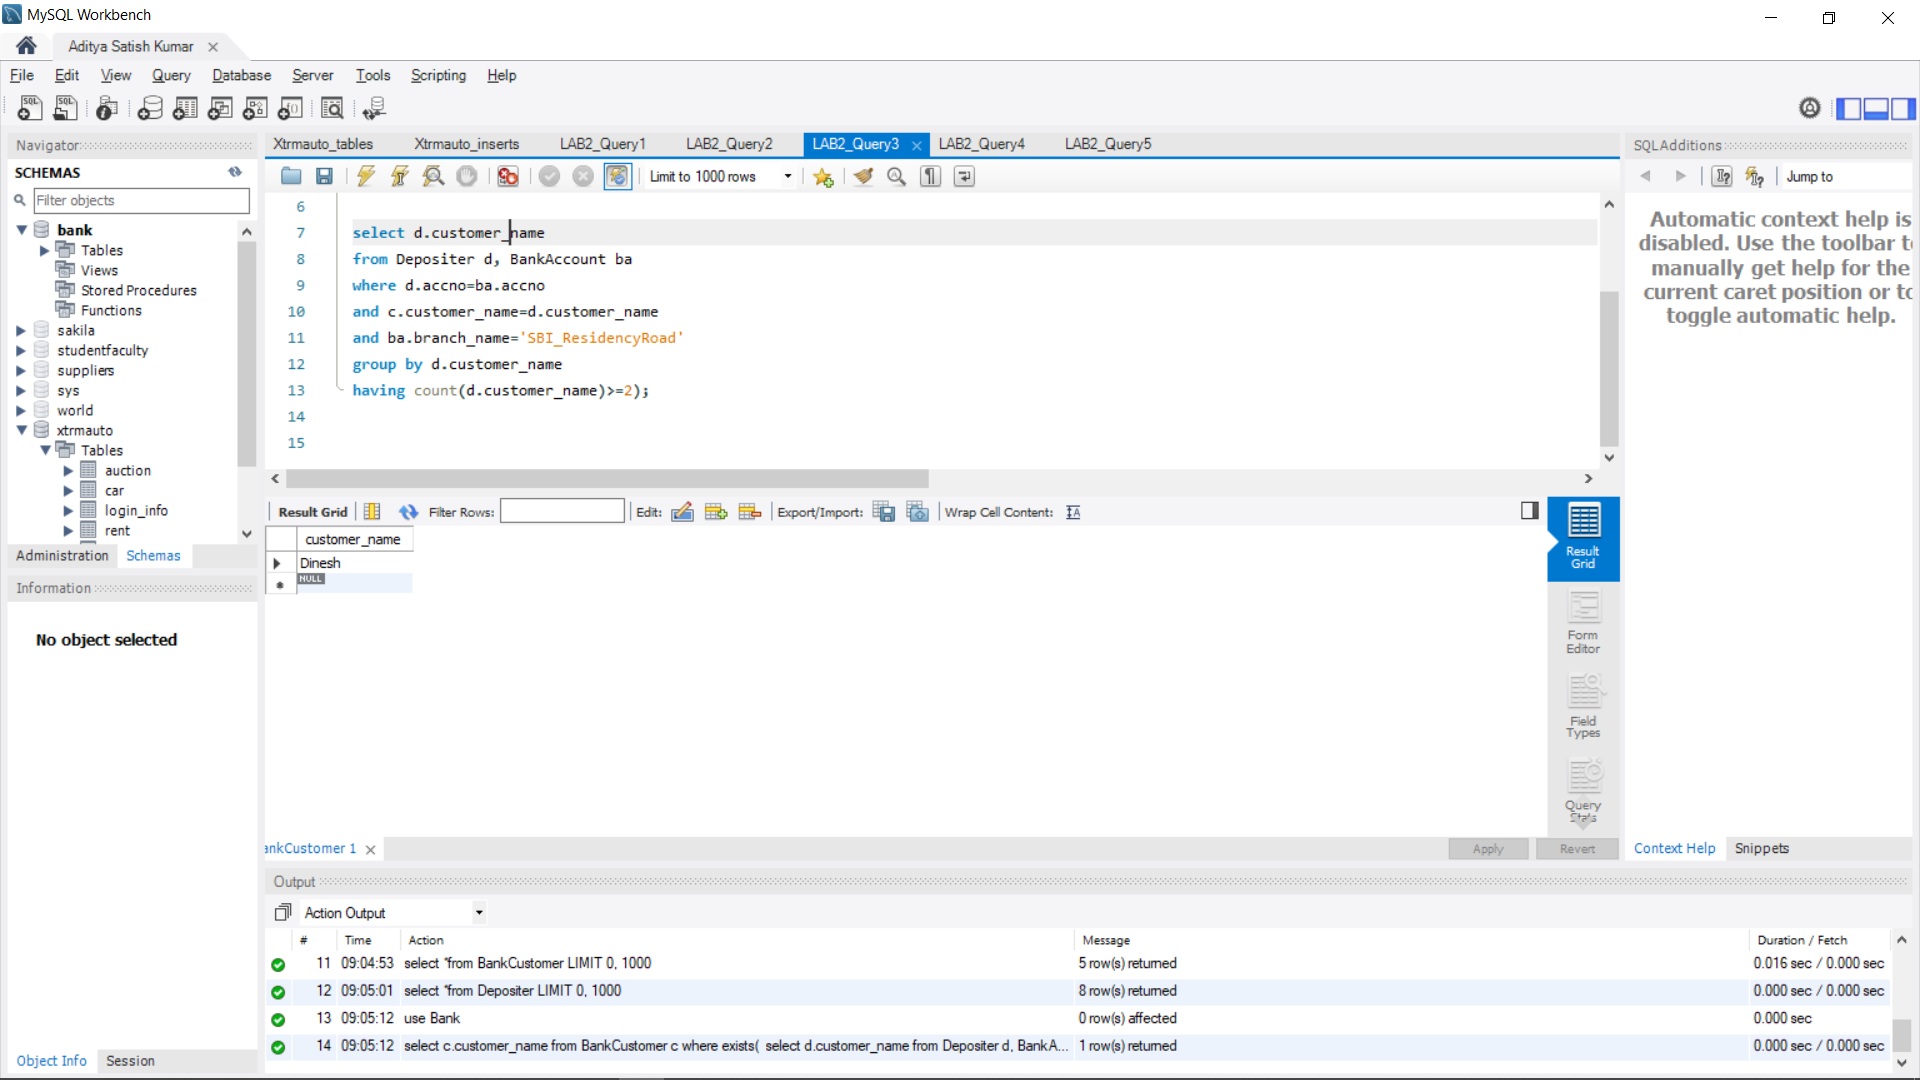 MySQL Workbench
Aditya Satish Kumar
File Edit View Query Database Server Tools Scripting Help
Navigator
SCHEMAS
Filter objects
bank
Tables
Views
Stored Procedures
Functions
sakila
studentfaculty
suppliers
sys
world
xtrmauto
Tables
auction
car
login_info
rent
Administration Schemas
Information
No object selected
Object Info Session
Xtrmauto_tables Xtrmauto_inserts LAB2_Query1 LAB2_Query2 LAB2_Query3 LAB2_Query4 LAB2_Query5
Limit to 1000 rows
6
7 select d.customer_name
8 from Depositer d, BankAccount ba
9 where d.accno=ba.accno
10 and c.customer_name=d.customer_name
11 and ba.branch_name='SBI_ResidencyRoad'
12 group by d.customer_name
13 having count(d.customer_name)>=2);
14
15
Result Grid Filter Rows: Edit: Export/Import: Wrap Cell Content:
customer_name
Dinesh
NULL
Result Grid
Form Editor
Field Types
Query Stats
ankCustomer 1
Apply Revert
SQLAdditions
Jump to
Automatic context help is
disabled. Use the toolbar t
manually get help for the
current caret position or to
toggle automatic help.
Context Help Snippets
Output
Action Output
# Time Action Message Duration / Fetch
11 09:04:53 select *from BankCustomer LIMIT 0, 1000 5 row(s) returned 0.016 sec / 0.000 sec
12 09:05:01 select *from Depositer LIMIT 0, 1000 8 row(s) returned 0.000 sec / 0.000 sec
13 09:05:12 use Bank 0 row(s) affected 0.000 sec
14 09:05:12 select c.customer_name from BankCustomer c where exists( select d.customer_name from Depositer d, BankA... 1 row(s) returned 0.000 sec / 0.000 sec